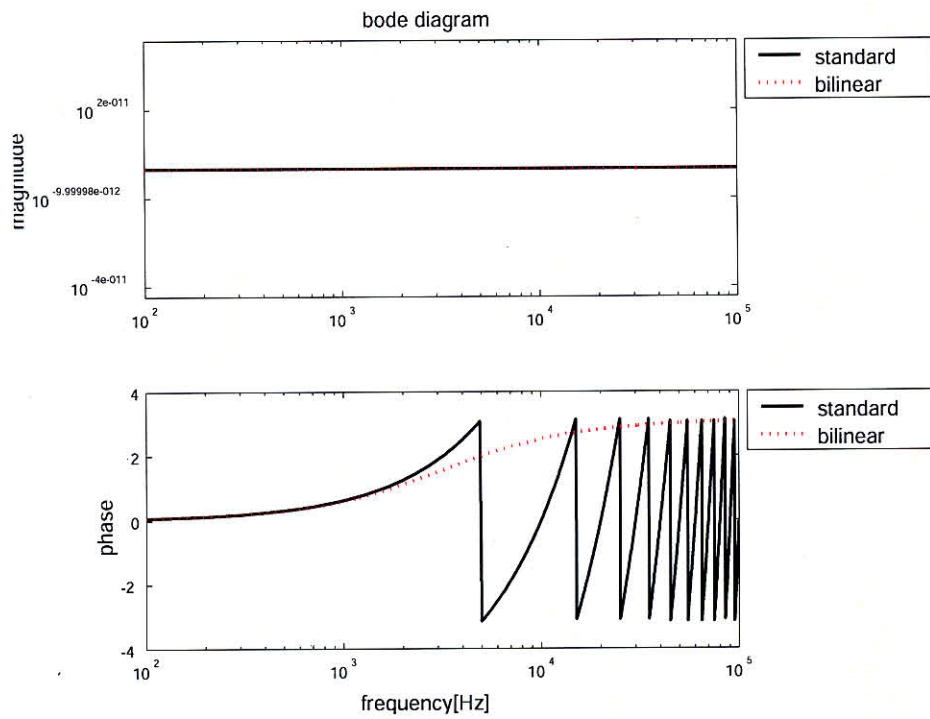 bode diagram
standard
bilinear
magnitude
10^2e-011
10^-9.99998e-012
10^-4e-011
10^2
10^3
10^4
10^5
standard
bilinear
phase
4
2
0
-2
-4
10^2
10^3
10^4
10^5
frequency[Hz]